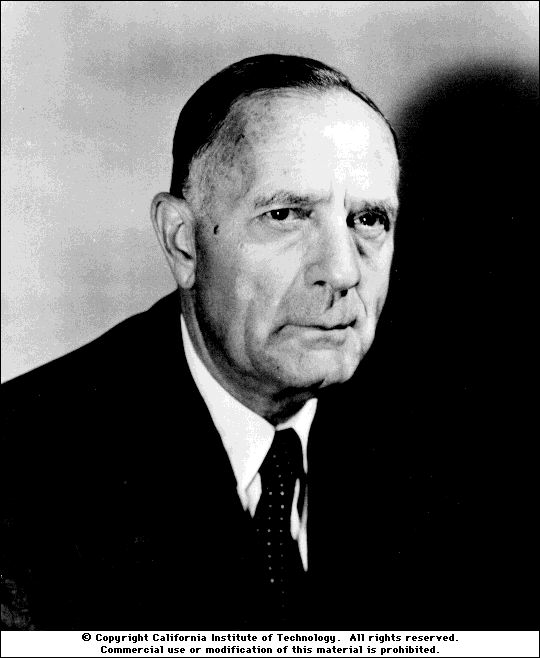 © Copyright California Institute of Technology. All rights reserved.
Commercial use or modification of this material is prohibited.